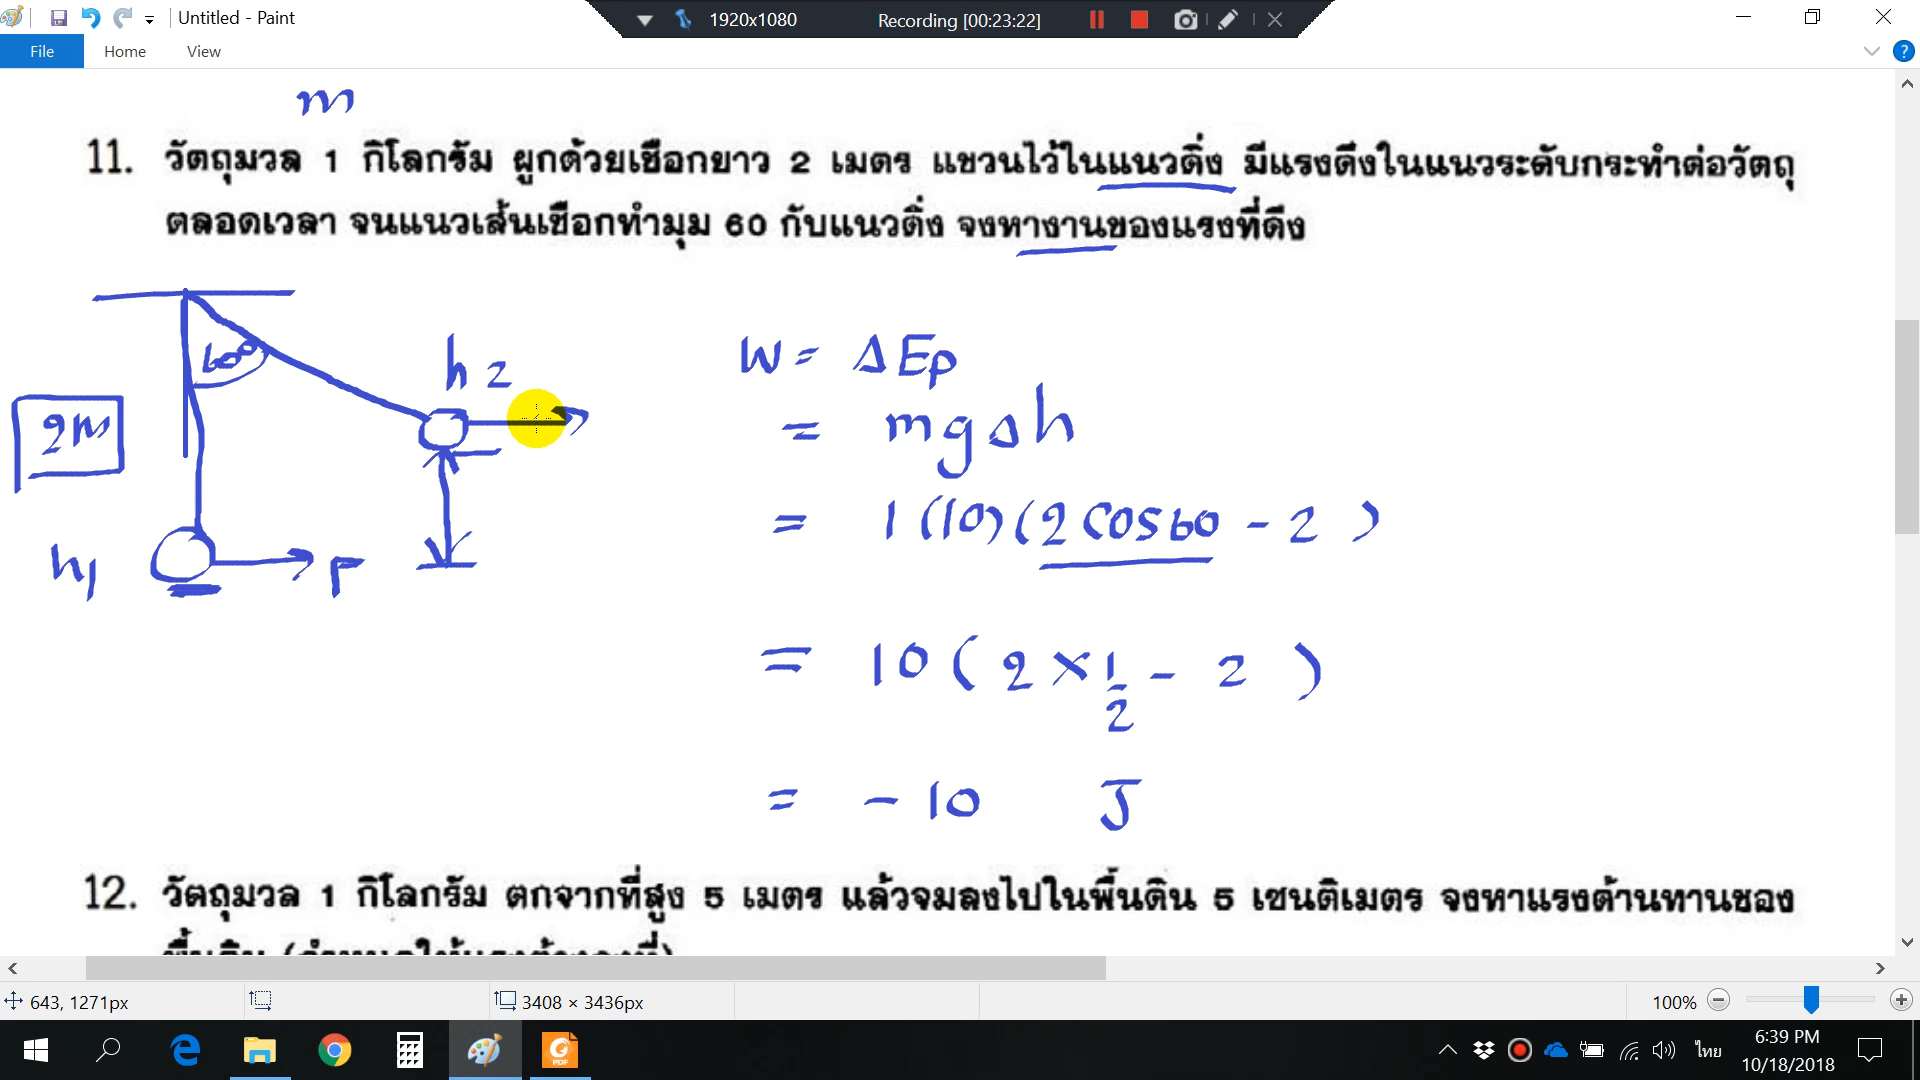 Untitled - Paint
1920x1080
Recording [00:23:22]
File Home View
m
11. วัตถุมวล 1 กิโลกรัม ผูกด้วยเชือกยาว 2 เมตร แขวนไว้ในแนวดิ่ง มีแรงดึงในแนวระดับกระทำต่อวัตถุ
ตลอดเวลา จนแนวเส้นเชือกทำมุม 60 กับแนวดิ่ง จงหางานของแรงที่ดึง
60°
h2
2m
h1
F
W = ΔEp
= mgΔh
= 1(10)(2cos60 - 2)
= 10(2×1/2 - 2)
= -10 J
12. วัตถุมวล 1 กิโลกรัม ตกจากที่สูง 5 เมตร แล้วจมลงไปในพื้นดิน 5 เซนติเมตร จงหาแรงต้านทานของ
643, 1271px
3408 × 3436px
100%
PDF
ไทย
6:39 PM
10/18/2018